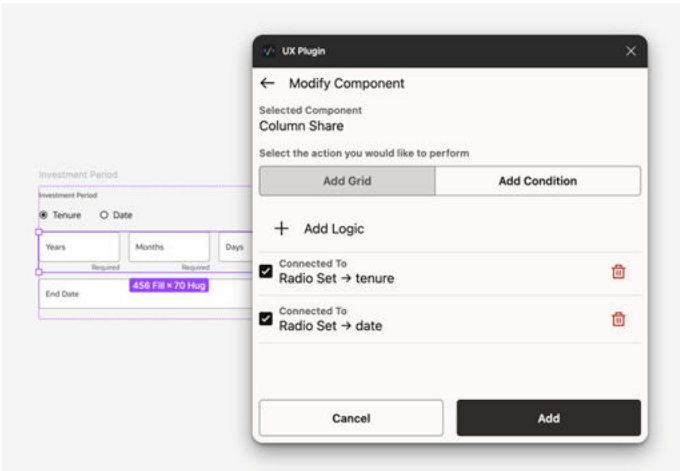 UX Plugin
Modify Component
Selected Component
Column Share
Select the action you would like to perform
Add Grid
Add Condition
Add Logic
Connected To
Radio Set → tenure
Connected To
Radio Set → date
Cancel
Add
Investment Period
Investment Period
Tenure
Date
Years
Months
Days
Required
Required
456 Fill × 70 Hug
End Date